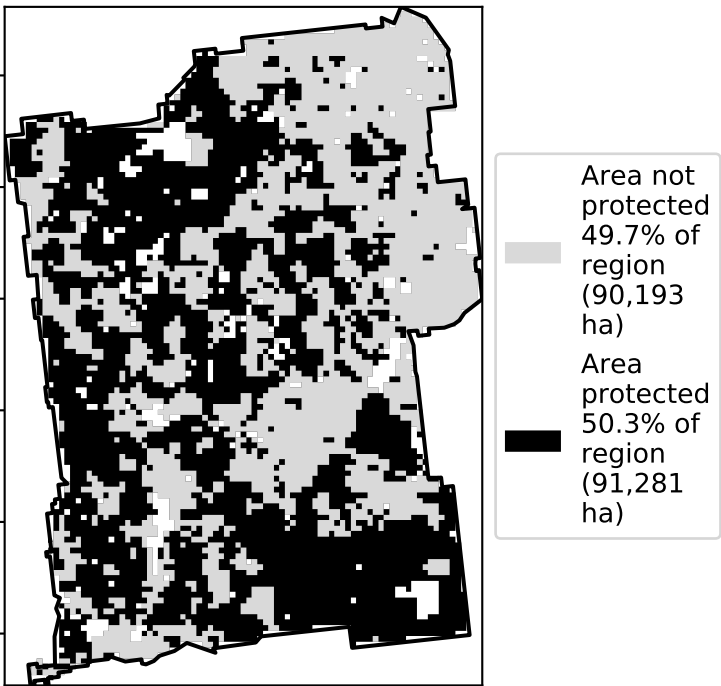 Area not
protected
49.7% of
region
(90,193
ha)
Area
protected
50.3% of
region
(91,281
ha)